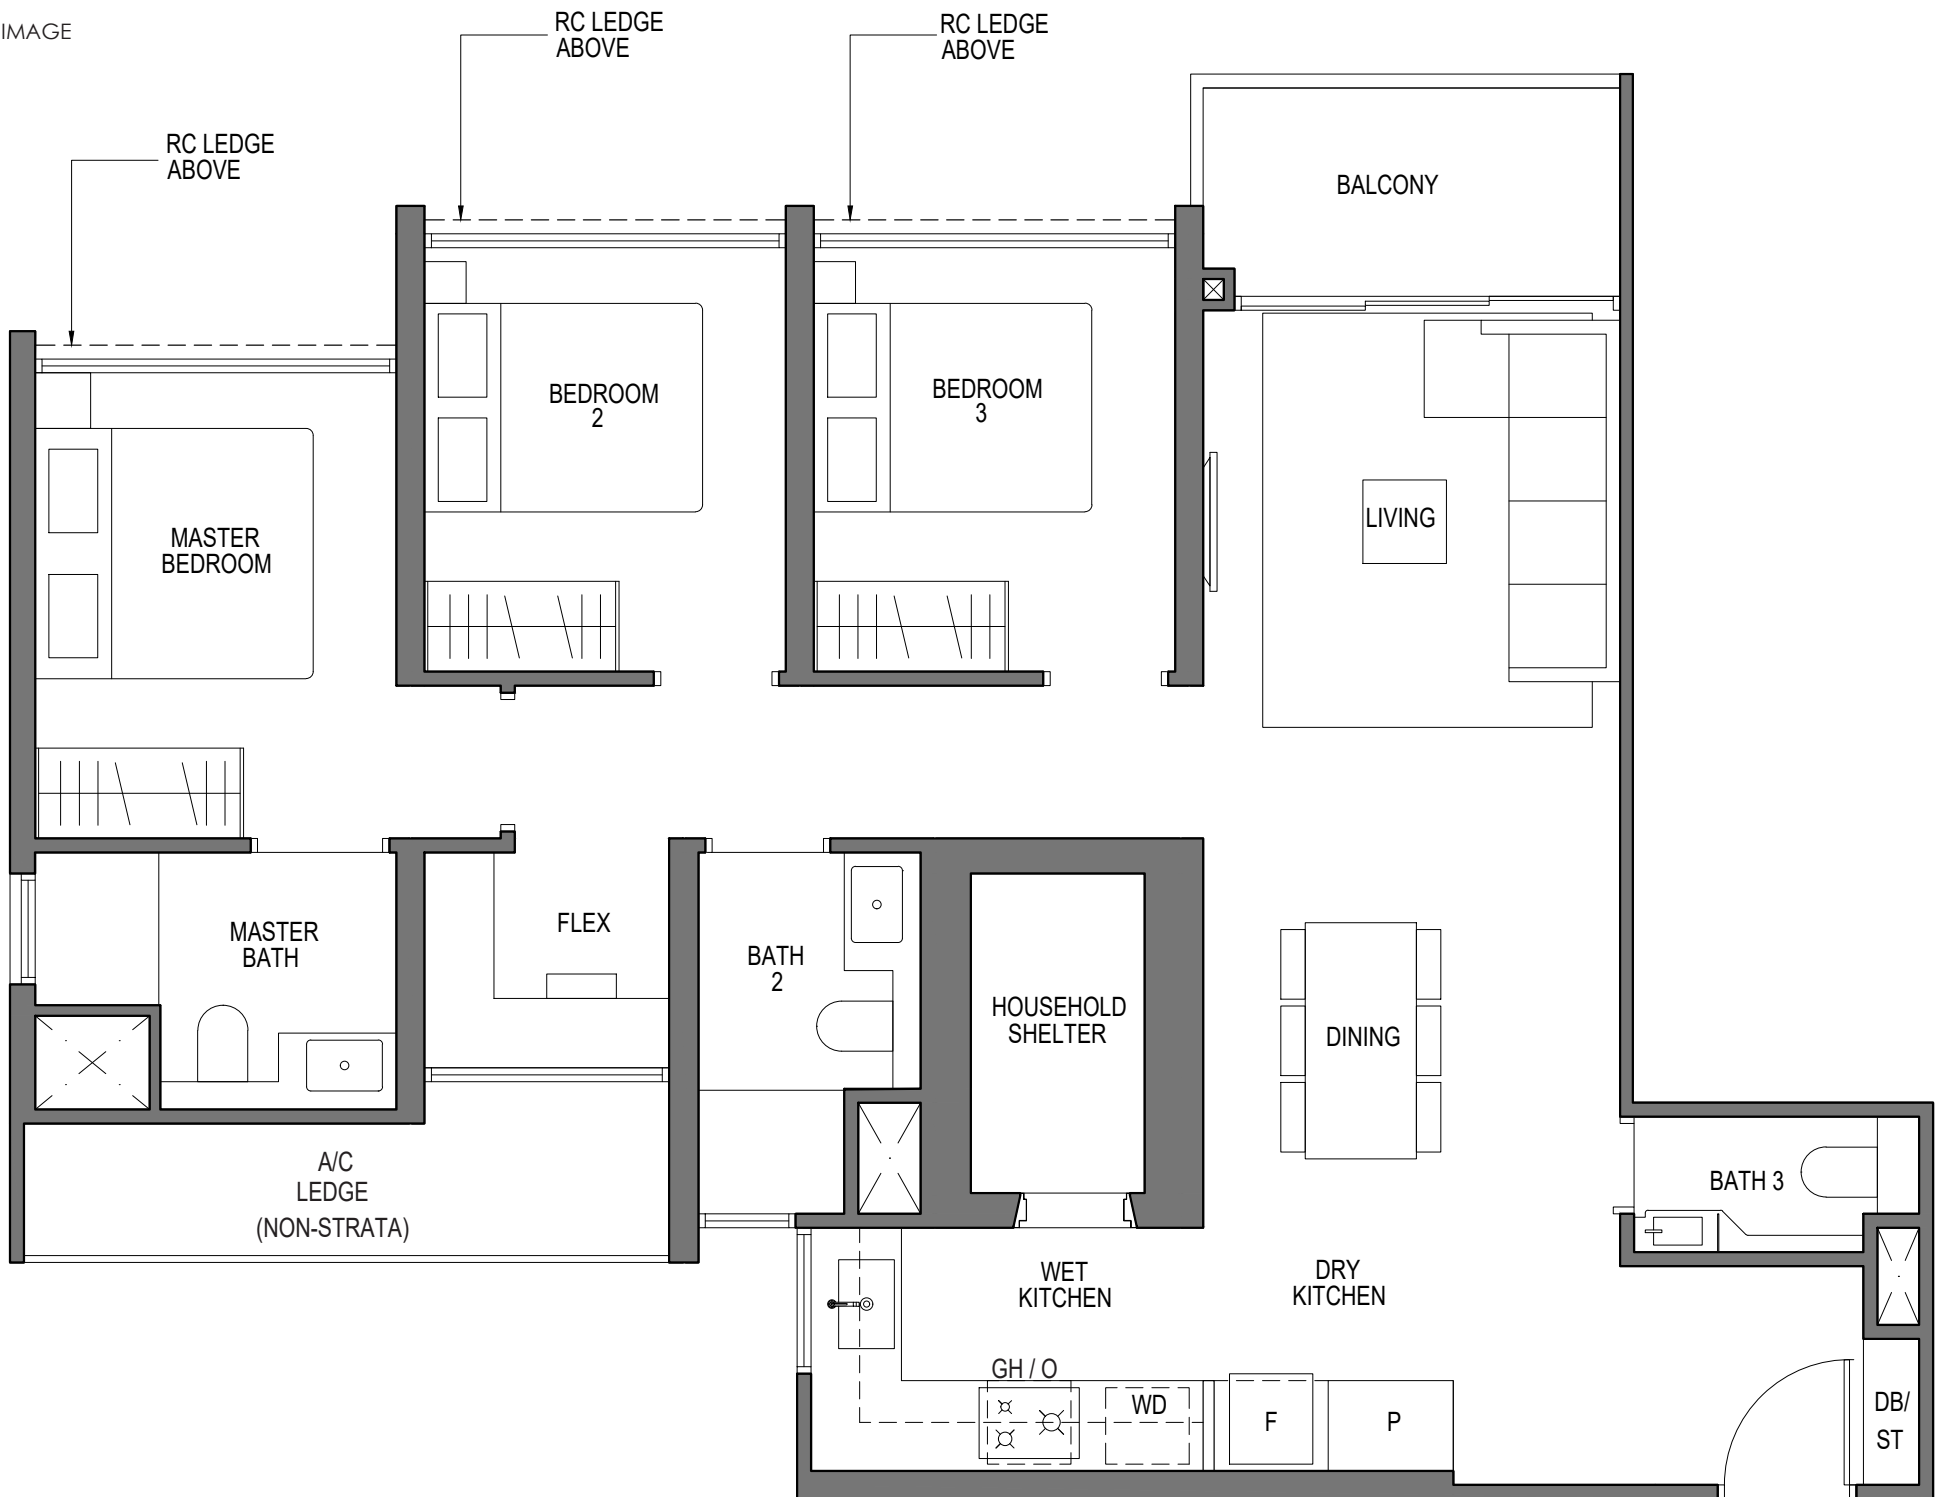 IMAGE
RC LEDGE
ABOVE
RC LEDGE
ABOVE
RC LEDGE
ABOVE
BALCONY
BEDROOM
2
BEDROOM
3
MASTER
BEDROOM
LIVING
MASTER
BATH
FLEX
BATH
2
HOUSEHOLD
SHELTER
DINING
A/C
LEDGE
(NON-STRATA)
BATH 3
WET
KITCHEN
DRY
KITCHEN
GH / O
WD
F
P
DB/
ST